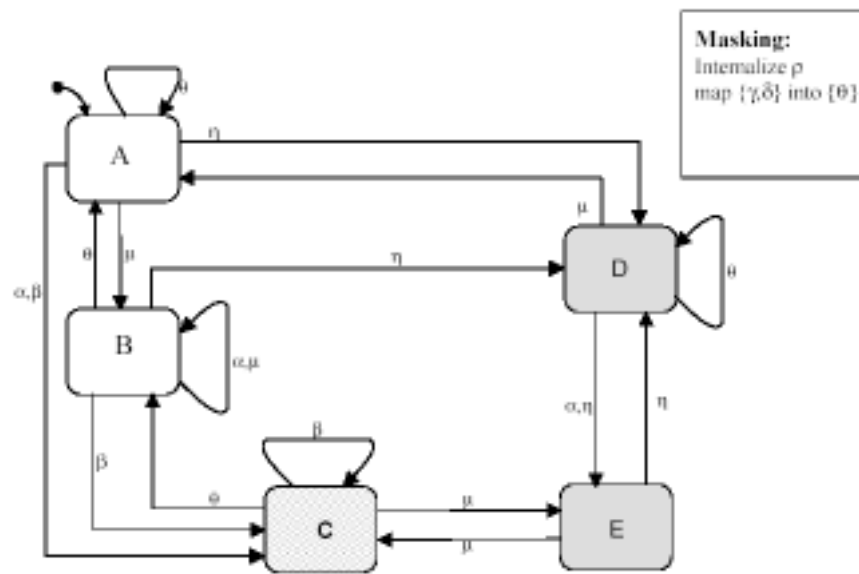 Masking:
Internalize ρ
map {γ,δ} into {θ}
θ
A
η
μ
θ
μ
α,β
η
D
θ
B
α,μ
α,η
η
β
β
θ
C
μ
μ
E